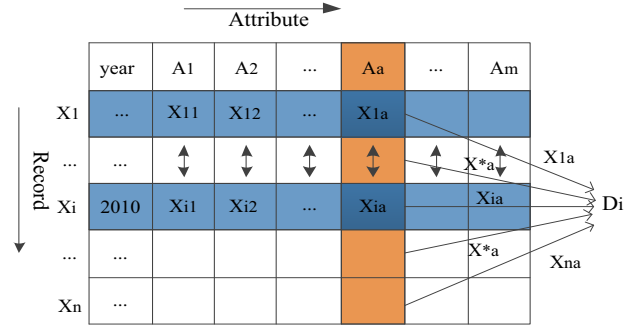 Attribute
year A1 A2 ... Aa ... Am
X1 ... X11 X12 ... X1a
X1a
... ... X*a
Record
Xi 2010 Xi1 Xi2 ... Xia Xia Di
... ... X*a
Xna
Xn ...